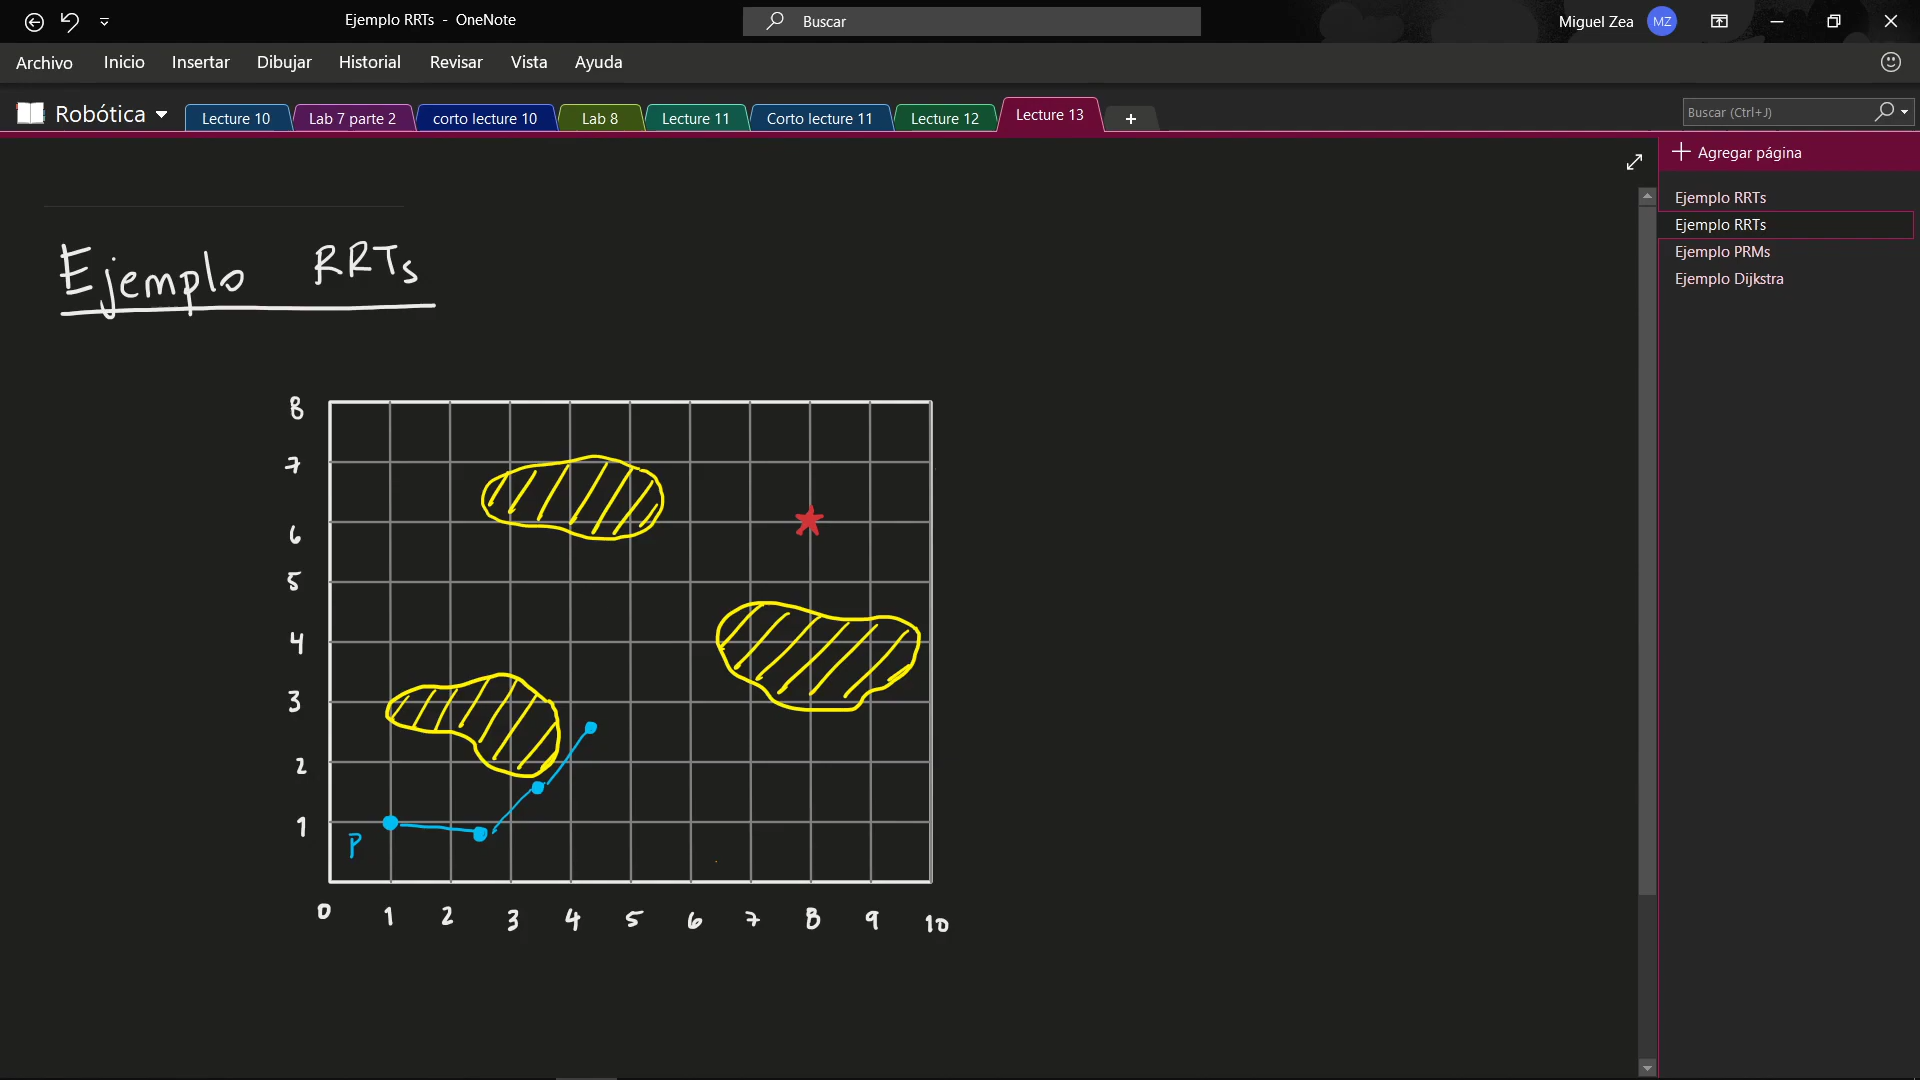 Ejemplo RRTs - OneNote
Buscar
Miguel Zea MZ
Archivo Inicio Insertar Dibujar Historial Revisar Vista Ayuda
Robótica Lecture 10 Lab 7 parte 2 corto lecture 10 Lab 8 Lecture 11 Corto lecture 11 Lecture 12 Lecture 13 +
Buscar (Ctrl+J)
Agregar página
Ejemplo RRTs
Ejemplo RRTs
Ejemplo PRMs
Ejemplo Dijkstra
Ejemplo RRTs
8
7
6
5
4
3
2
1
P
0 1 2 3 4 5 6 7 8 9 10